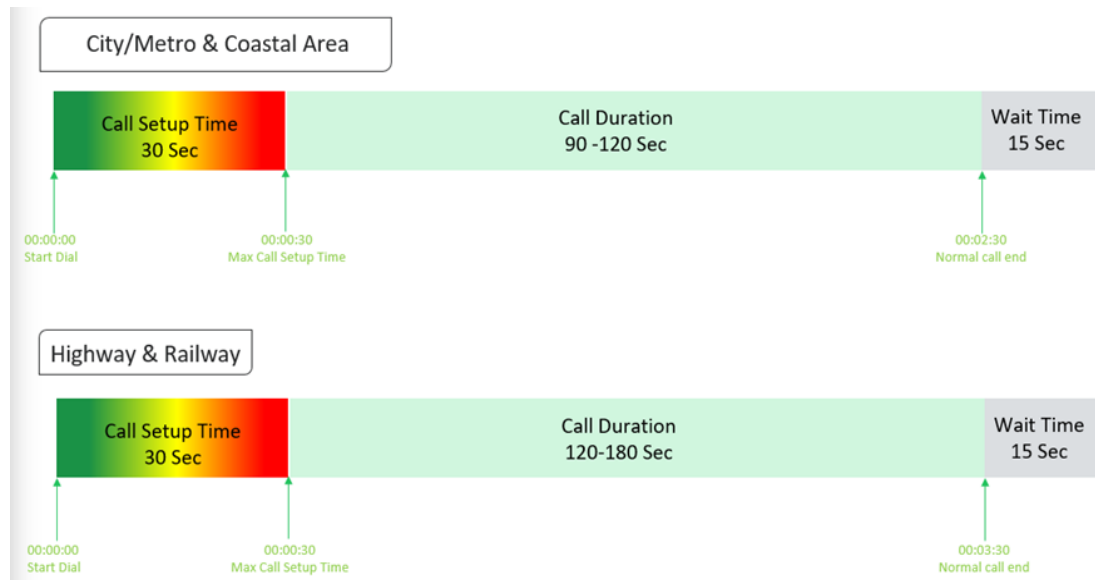 City/Metro & Coastal Area
Call Setup Time
30 Sec
Call Duration
90 -120 Sec
Wait Time
15 Sec
00:00:00
Start Dial
00:00:30
Max Call Setup Time
00:02:30
Normal call end
Highway & Railway
Call Setup Time
30 Sec
Call Duration
120-180 Sec
Wait Time
15 Sec
00:00:00
Start Dial
00:00:30
Max Call Setup Time
00:03:30
Normal call end